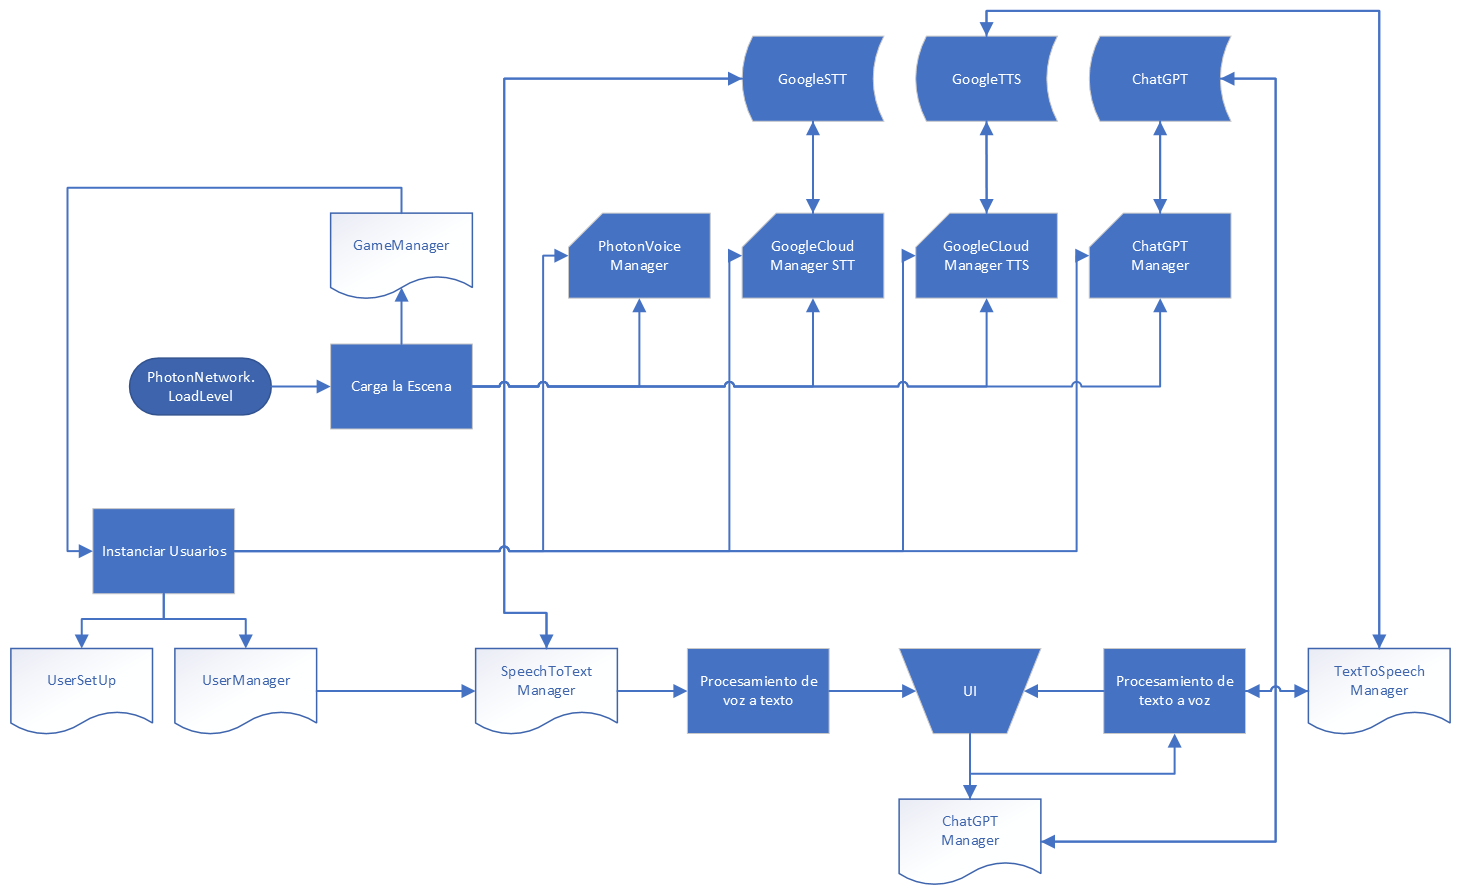 GoogleSTT
GoogleTTS
ChatGPT
GameManager
PhotonVoice
Manager
GoogleCloud
Manager STT
GoogleCLoud
Manager TTS
ChatGPT
Manager
PhotonNetwork.
LoadLevel
Carga la Escena
Instanciar Usuarios
UserSetUp
UserManager
SpeechToText
Manager
Procesamiento de
voz a texto
UI
Procesamiento de
texto a voz
TextToSpeech
Manager
ChatGPT
Manager